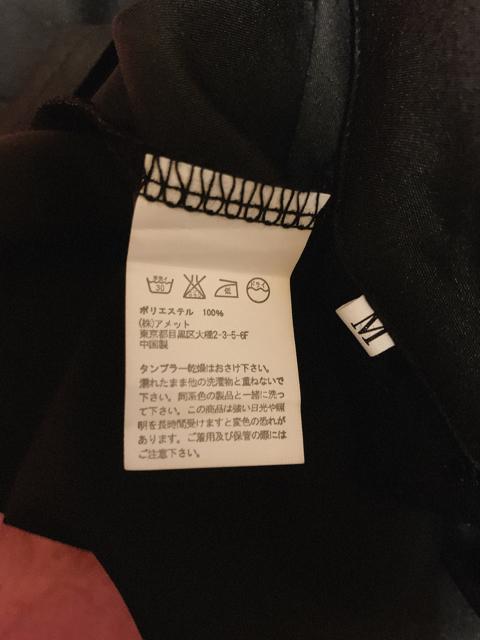 手洗イ
30
低
ドライ
ポリエステル 100%
(株)アメット
東京都目黒区大橋2-3-5-6F
中国製
タンブラー乾燥はおさけ下さい。
濡れたまま他の洗濯物と重ねないで
下さい。同系色の製品と一緒に洗っ
て下さい。この商品は強い日光や照
明を長時間受けますと変色の恐れが
あります。ご着用及び保管の際には
ご注意下さい。
M